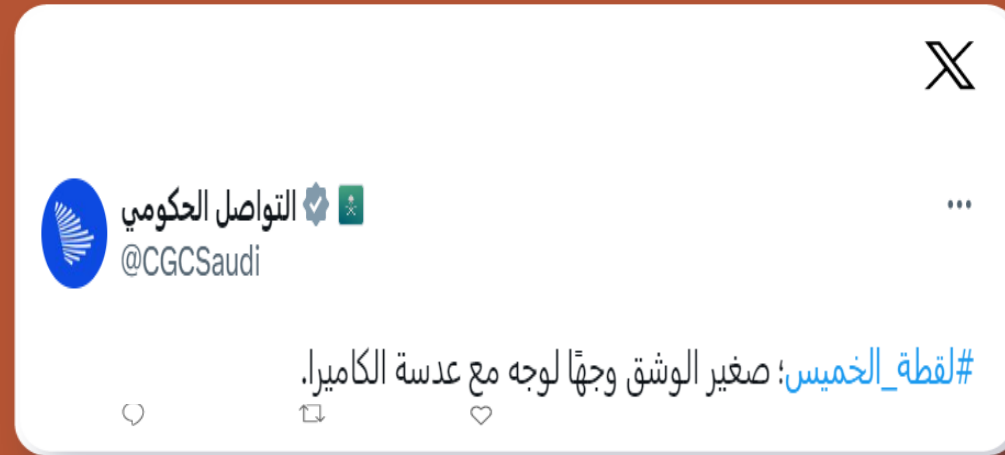 التواصل الحكومي
@CGCSaudi
#لقطة_الخميس؛ صغير الوشق وجهًا لوجه مع عدسة الكاميرا.